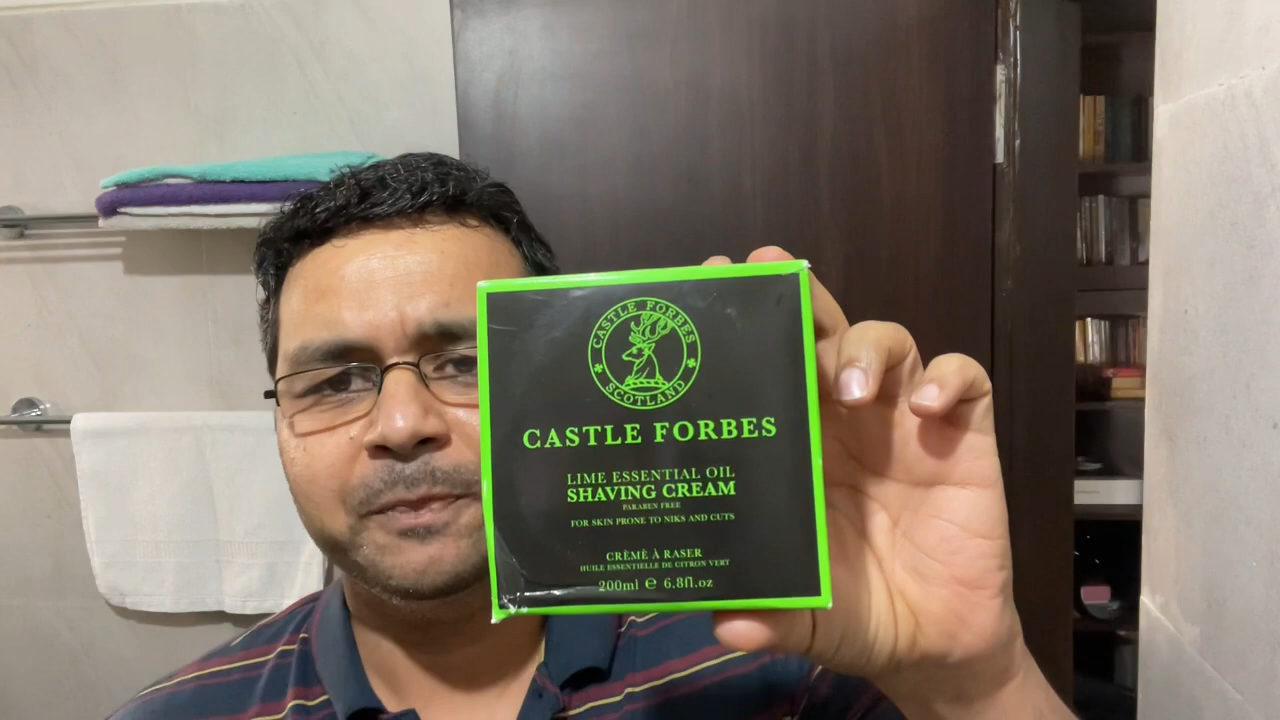 CASTLE FORBES
SCOTLAND
CASTLE FORBES
LIME ESSENTIAL OIL
SHAVING CREAM
PARABEN FREE
FOR SKIN PRONE TO NIKS AND CUTS
CRÈMÈ À RASER
HUILE ESSENTIELLE DE CITRON VERT
200ml ℮ 6.8fl.oz